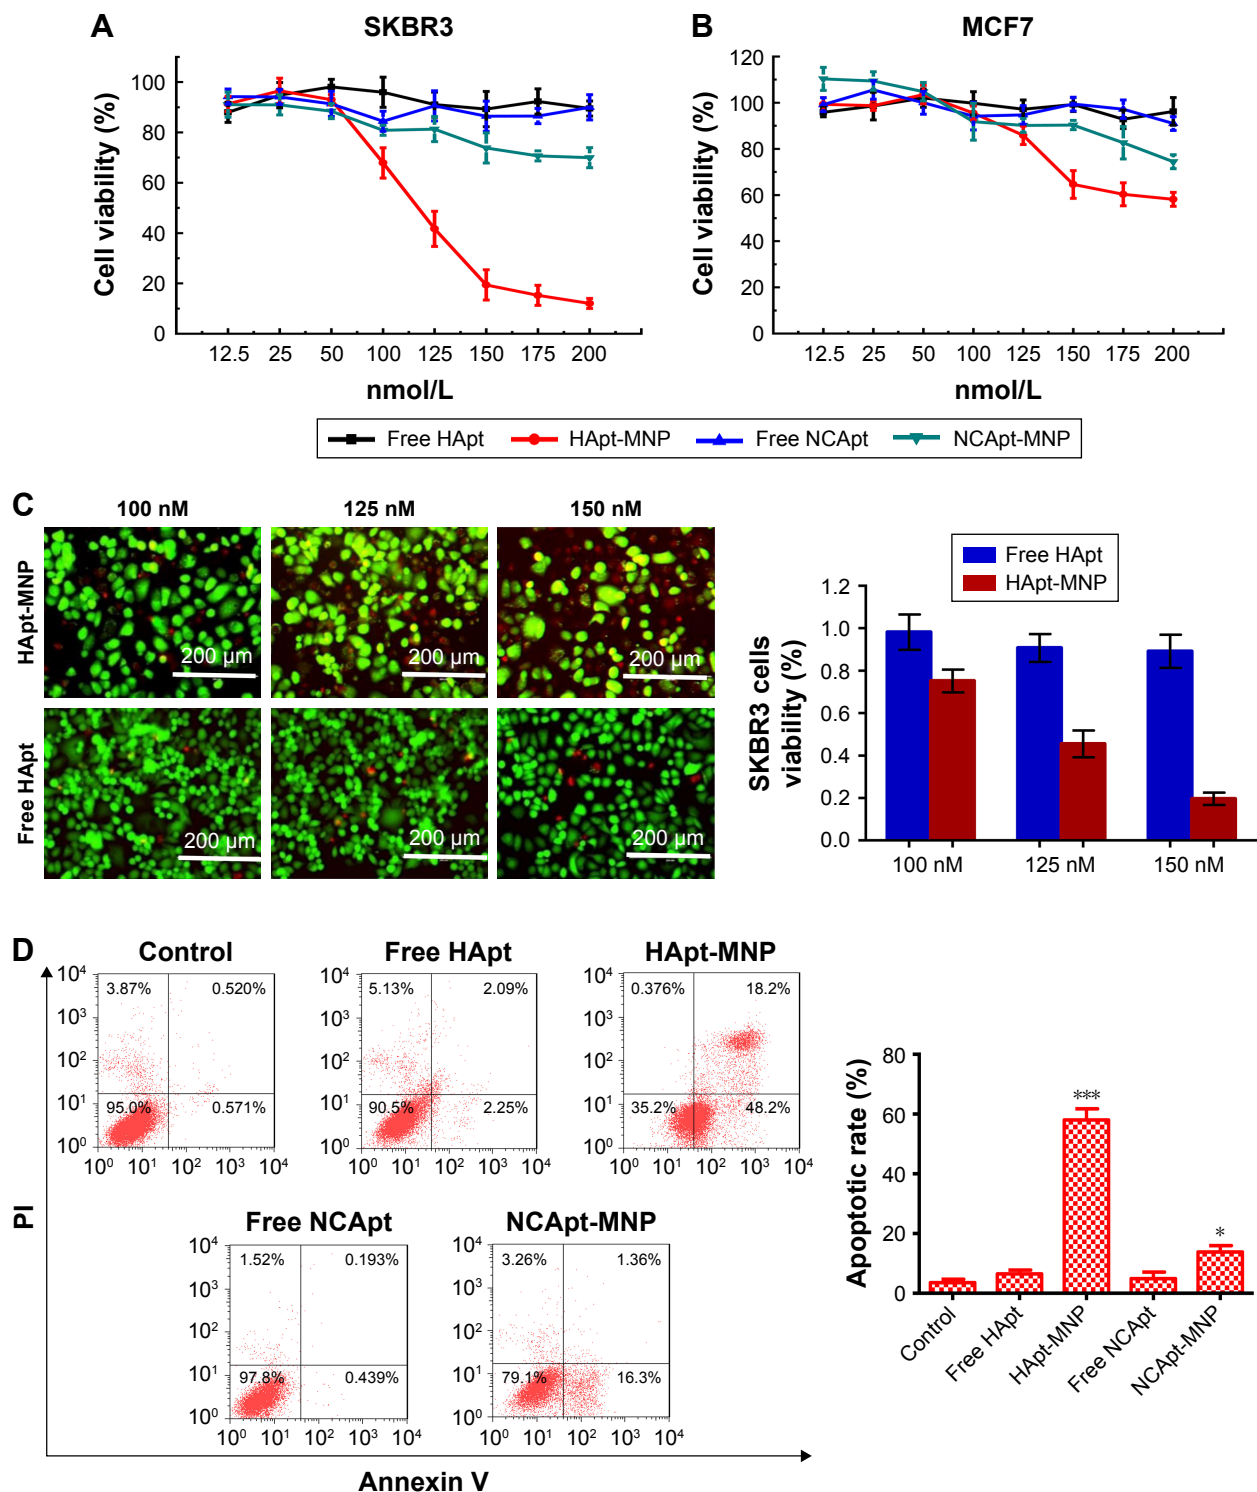 A
SKBR3
Cell viability (%)
100
80
60
40
20
0
12.5 25 50 100 125 150 175 200
nmol/L
B
MCF7
Cell viability (%)
120
100
80
60
40
20
0
12.5 25 50 100 125 150 175 200
nmol/L
Free HApt HApt-MNP Free NCApt NCApt-MNP
C
100 nM 125 nM 150 nM
HApt-MNP
200 µm 200 µm 200 µm
Free HApt
200 µm 200 µm 200 µm
Free HApt
HApt-MNP
SKBR3 cells
viability (%)
1.2
1.0
0.8
0.6
0.4
0.2
0.0
100 nM 125 nM 150 nM
D
PI
Control
10⁴
10³
10²
10¹
10⁰
3.87% 0.520%
95.0% 0.571%
10⁰ 10¹ 10² 10³ 10⁴
Free HApt
10⁴
10³
10²
10¹
10⁰
5.13% 2.09%
90.5% 2.25%
10⁰ 10¹ 10² 10³ 10⁴
HApt-MNP
10⁴
10³
10²
10¹
10⁰
0.376% 18.2%
35.2% 48.2%
10⁰ 10¹ 10² 10³ 10⁴
Free NCApt
10⁴
10³
10²
10¹
10⁰
1.52% 0.193%
97.8% 0.439%
10⁰ 10¹ 10² 10³ 10⁴
NCApt-MNP
10⁴
10³
10²
10¹
10⁰
3.26% 1.36%
79.1% 16.3%
10⁰ 10¹ 10² 10³ 10⁴
Annexin V
Apoptotic rate (%)
80
60
40
20
0
***
*
Control
Free HApt
HApt-MNP
Free NCApt
NCApt-MNP